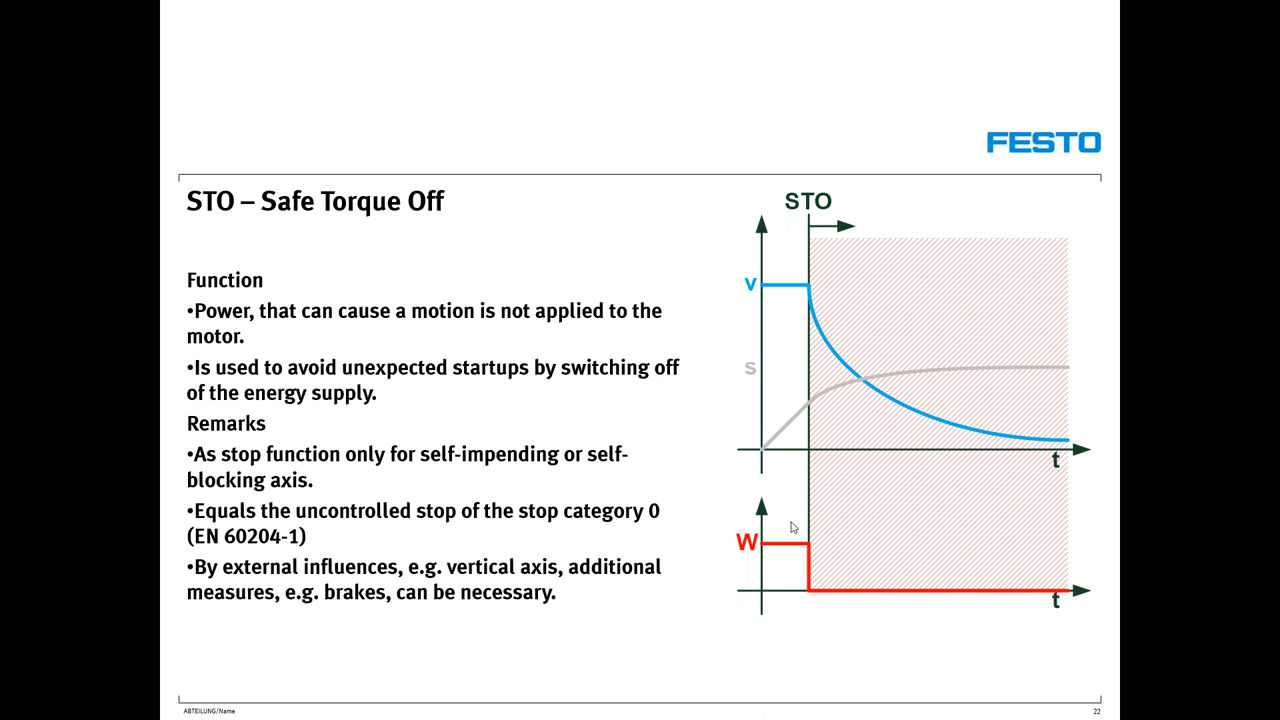 FESTO
STO – Safe Torque Off
Function
•Power, that can cause a motion is not applied to the
motor.
•Is used to avoid unexpected startups by switching off
of the energy supply.
Remarks
•As stop function only for self-impending or self-
blocking axis.
•Equals the uncontrolled stop of the stop category 0
(EN 60204-1)
•By external influences, e.g. vertical axis, additional
measures, e.g. brakes, can be necessary.
STO
v
s
t
W
t
ABTEILUNG/Name
22